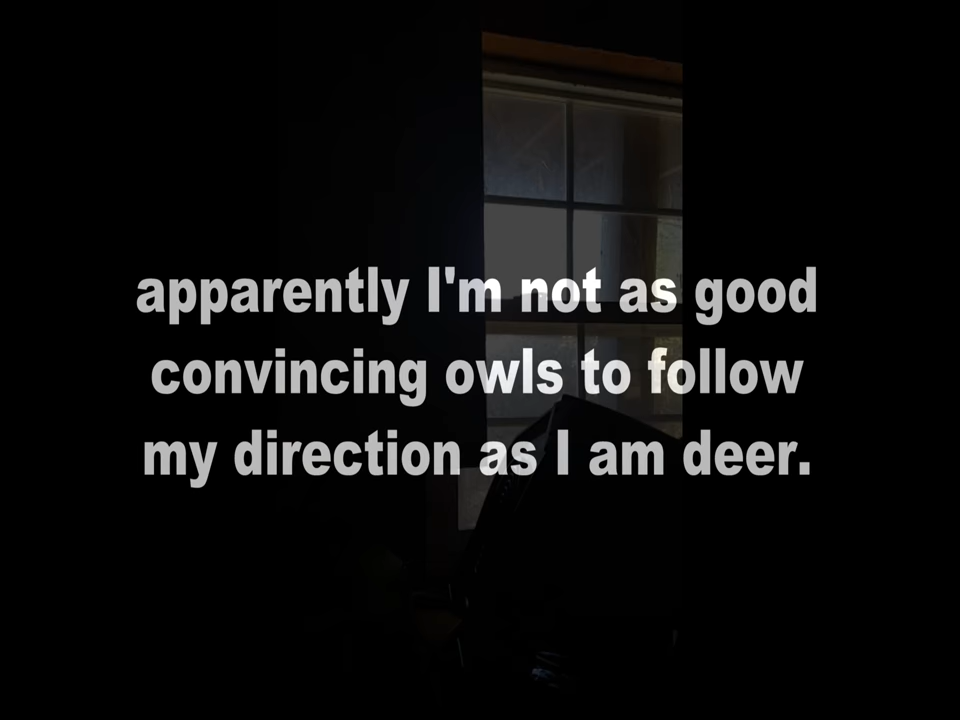 apparently I'm not as good
convincing owls to follow
my direction as I am deer.